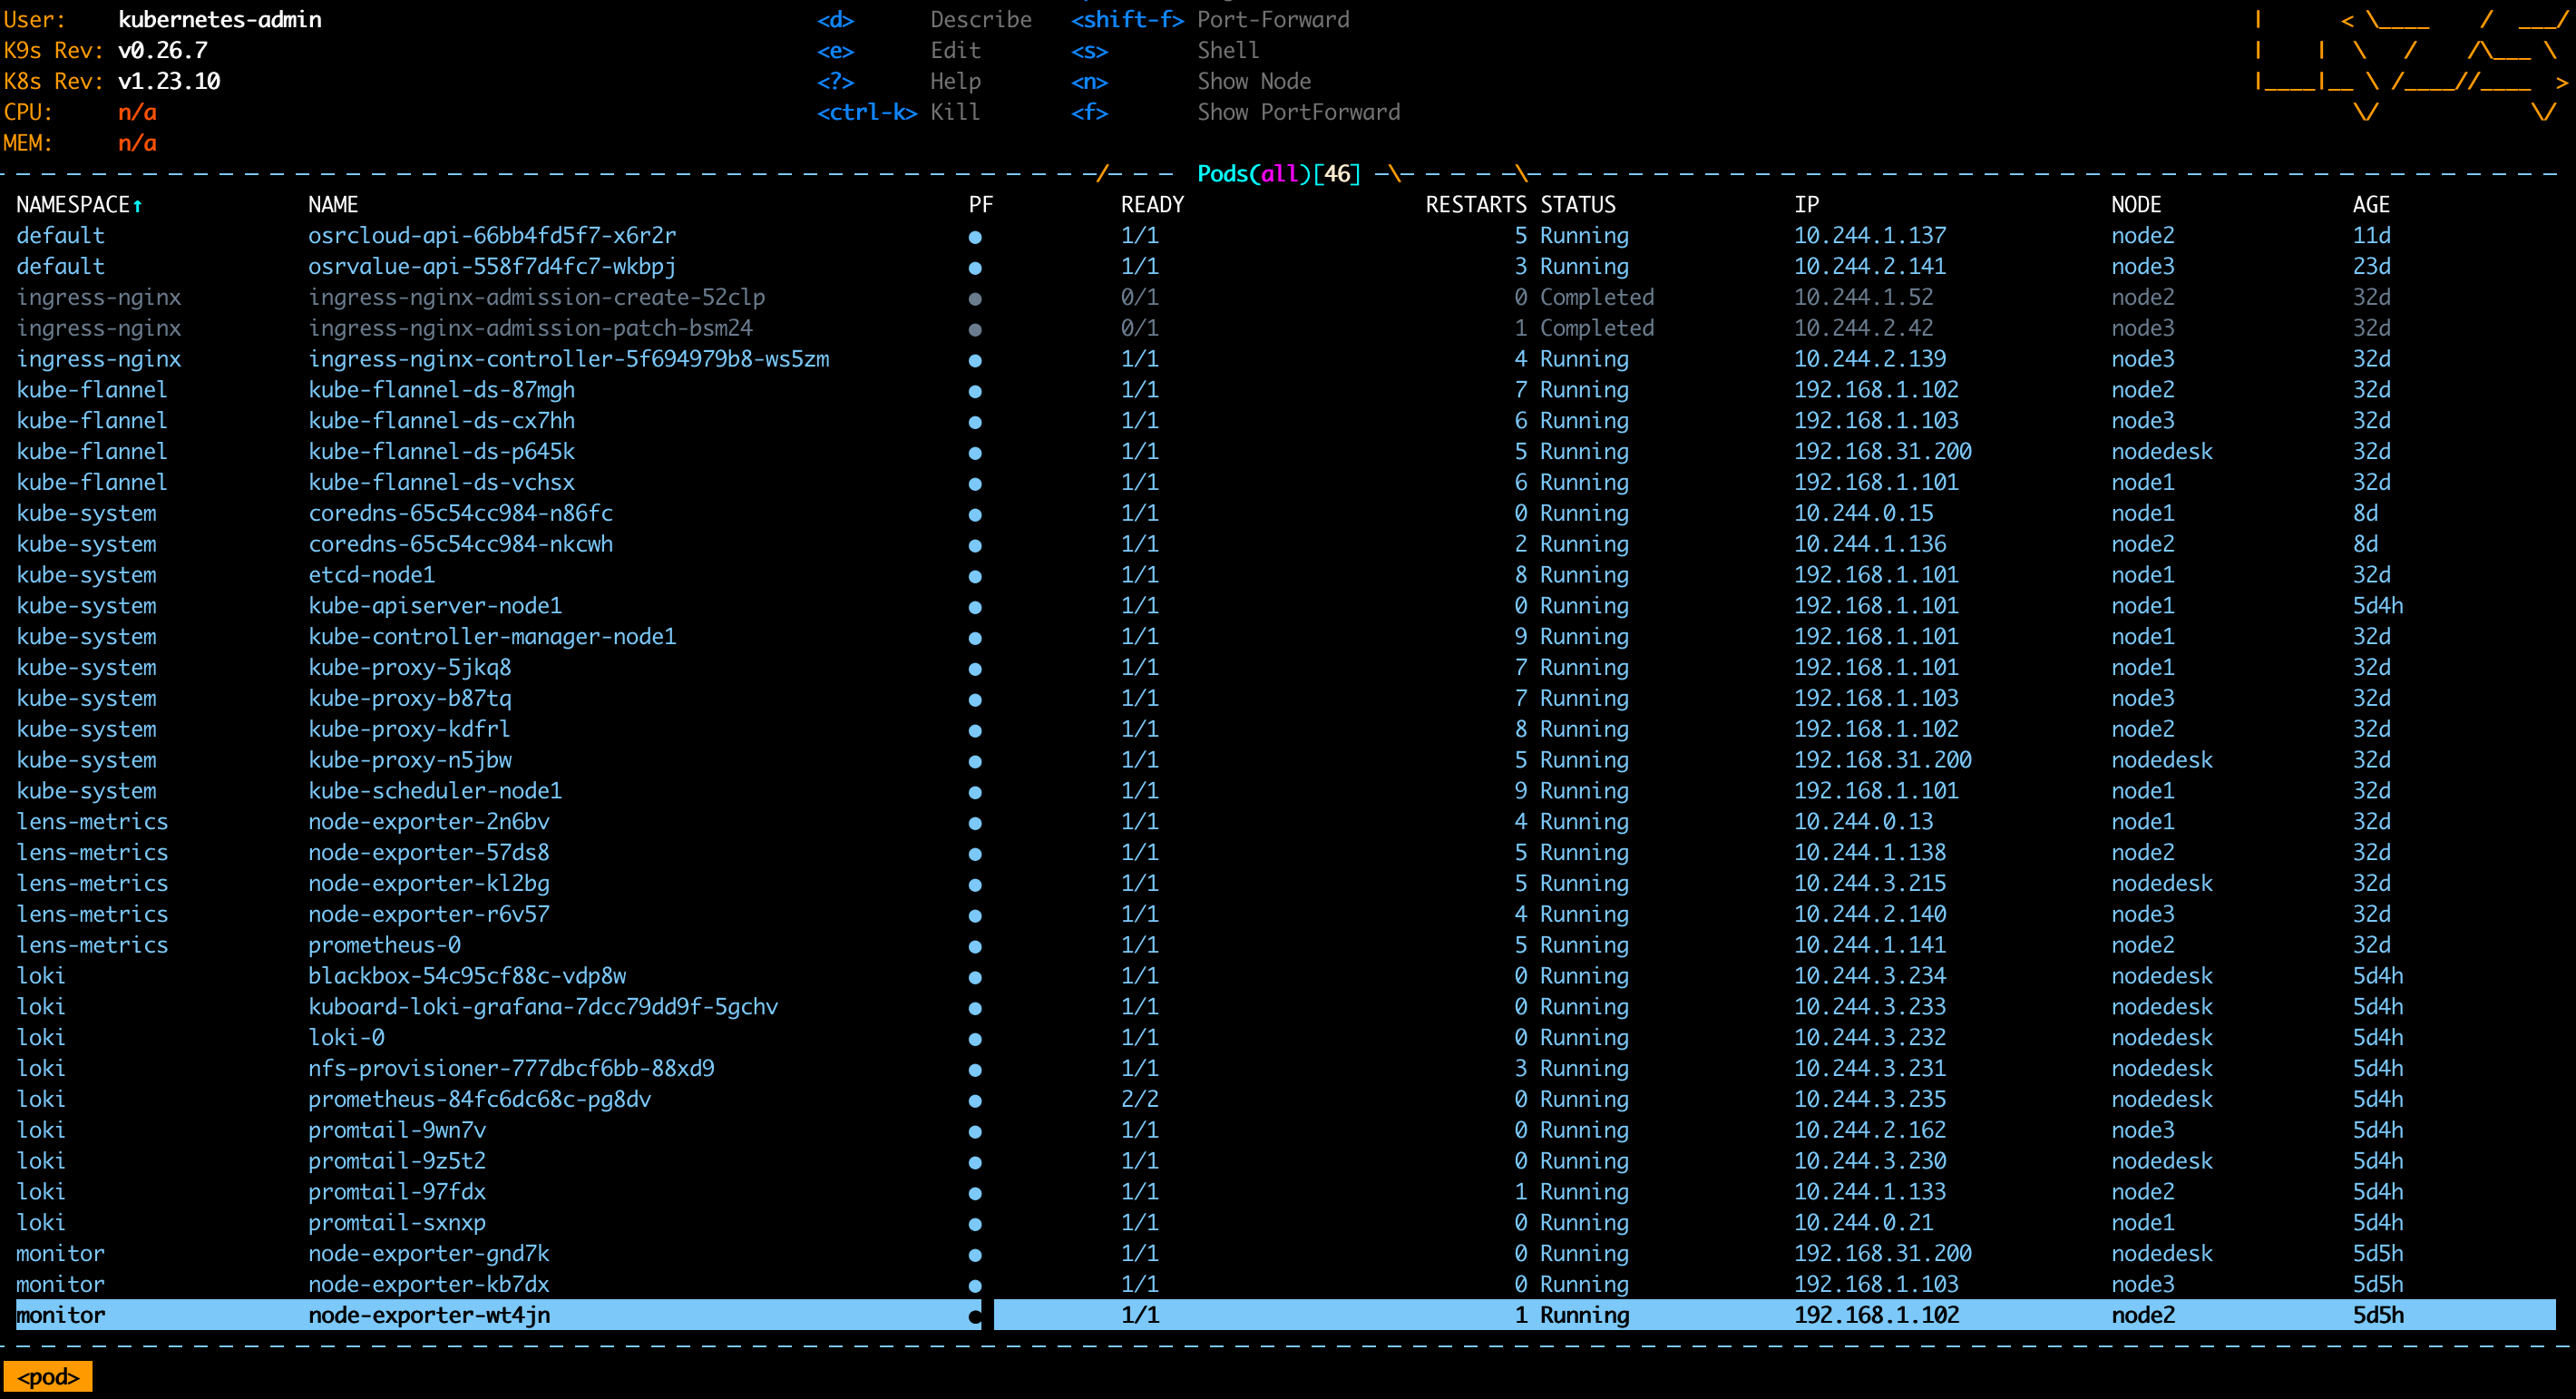 User: kubernetes-admin <d> Describe <shift-f> Port-Forward
K9s Rev: v0.26.7 <e> Edit <s> Shell
K8s Rev: v1.23.10 <?> Help <n> Show Node
CPU: n/a <ctrl-k> Kill <f> Show PortForward
MEM: n/a
Pods(all)[46]
NAMESPACE↑ NAME PF READY RESTARTS STATUS IP NODE AGE
default osrcloud-api-66bb4fd5f7-x6r2r ● 1/1 5 Running 10.244.1.137 node2 11d
default osrvalue-api-558f7d4fc7-wkbpj ● 1/1 3 Running 10.244.2.141 node3 23d
ingress-nginx ingress-nginx-admission-create-52clp ● 0/1 0 Completed 10.244.1.52 node2 32d
ingress-nginx ingress-nginx-admission-patch-bsm24 ● 0/1 1 Completed 10.244.2.42 node3 32d
ingress-nginx ingress-nginx-controller-5f694979b8-ws5zm ● 1/1 4 Running 10.244.2.139 node3 32d
kube-flannel kube-flannel-ds-87mgh ● 1/1 7 Running 192.168.1.102 node2 32d
kube-flannel kube-flannel-ds-cx7hh ● 1/1 6 Running 192.168.1.103 node3 32d
kube-flannel kube-flannel-ds-p645k ● 1/1 5 Running 192.168.31.200 nodedesk 32d
kube-flannel kube-flannel-ds-vchsx ● 1/1 6 Running 192.168.1.101 node1 32d
kube-system coredns-65c54cc984-n86fc ● 1/1 0 Running 10.244.0.15 node1 8d
kube-system coredns-65c54cc984-nkcwh ● 1/1 2 Running 10.244.1.136 node2 8d
kube-system etcd-node1 ● 1/1 8 Running 192.168.1.101 node1 32d
kube-system kube-apiserver-node1 ● 1/1 0 Running 192.168.1.101 node1 5d4h
kube-system kube-controller-manager-node1 ● 1/1 9 Running 192.168.1.101 node1 32d
kube-system kube-proxy-5jkq8 ● 1/1 7 Running 192.168.1.101 node1 32d
kube-system kube-proxy-b87tq ● 1/1 7 Running 192.168.1.103 node3 32d
kube-system kube-proxy-kdfrl ● 1/1 8 Running 192.168.1.102 node2 32d
kube-system kube-proxy-n5jbw ● 1/1 5 Running 192.168.31.200 nodedesk 32d
kube-system kube-scheduler-node1 ● 1/1 9 Running 192.168.1.101 node1 32d
lens-metrics node-exporter-2n6bv ● 1/1 4 Running 10.244.0.13 node1 32d
lens-metrics node-exporter-57ds8 ● 1/1 5 Running 10.244.1.138 node2 32d
lens-metrics node-exporter-kl2bg ● 1/1 5 Running 10.244.3.215 nodedesk 32d
lens-metrics node-exporter-r6v57 ● 1/1 4 Running 10.244.2.140 node3 32d
lens-metrics prometheus-0 ● 1/1 5 Running 10.244.1.141 node2 32d
loki blackbox-54c95cf88c-vdp8w ● 1/1 0 Running 10.244.3.234 nodedesk 5d4h
loki kuboard-loki-grafana-7dcc79dd9f-5gchv ● 1/1 0 Running 10.244.3.233 nodedesk 5d4h
loki loki-0 ● 1/1 0 Running 10.244.3.232 nodedesk 5d4h
loki nfs-provisioner-777dbcf6bb-88xd9 ● 1/1 3 Running 10.244.3.231 nodedesk 5d4h
loki prometheus-84fc6dc68c-pg8dv ● 2/2 0 Running 10.244.3.235 nodedesk 5d4h
loki promtail-9wn7v ● 1/1 0 Running 10.244.2.162 node3 5d4h
loki promtail-9z5t2 ● 1/1 0 Running 10.244.3.230 nodedesk 5d4h
loki promtail-97fdx ● 1/1 1 Running 10.244.1.133 node2 5d4h
loki promtail-sxnxp ● 1/1 0 Running 10.244.0.21 node1 5d4h
monitor node-exporter-gnd7k ● 1/1 0 Running 192.168.31.200 nodedesk 5d5h
monitor node-exporter-kb7dx ● 1/1 0 Running 192.168.1.103 node3 5d5h
monitor node-exporter-wt4jn ● 1/1 1 Running 192.168.1.102 node2 5d5h
<pod>